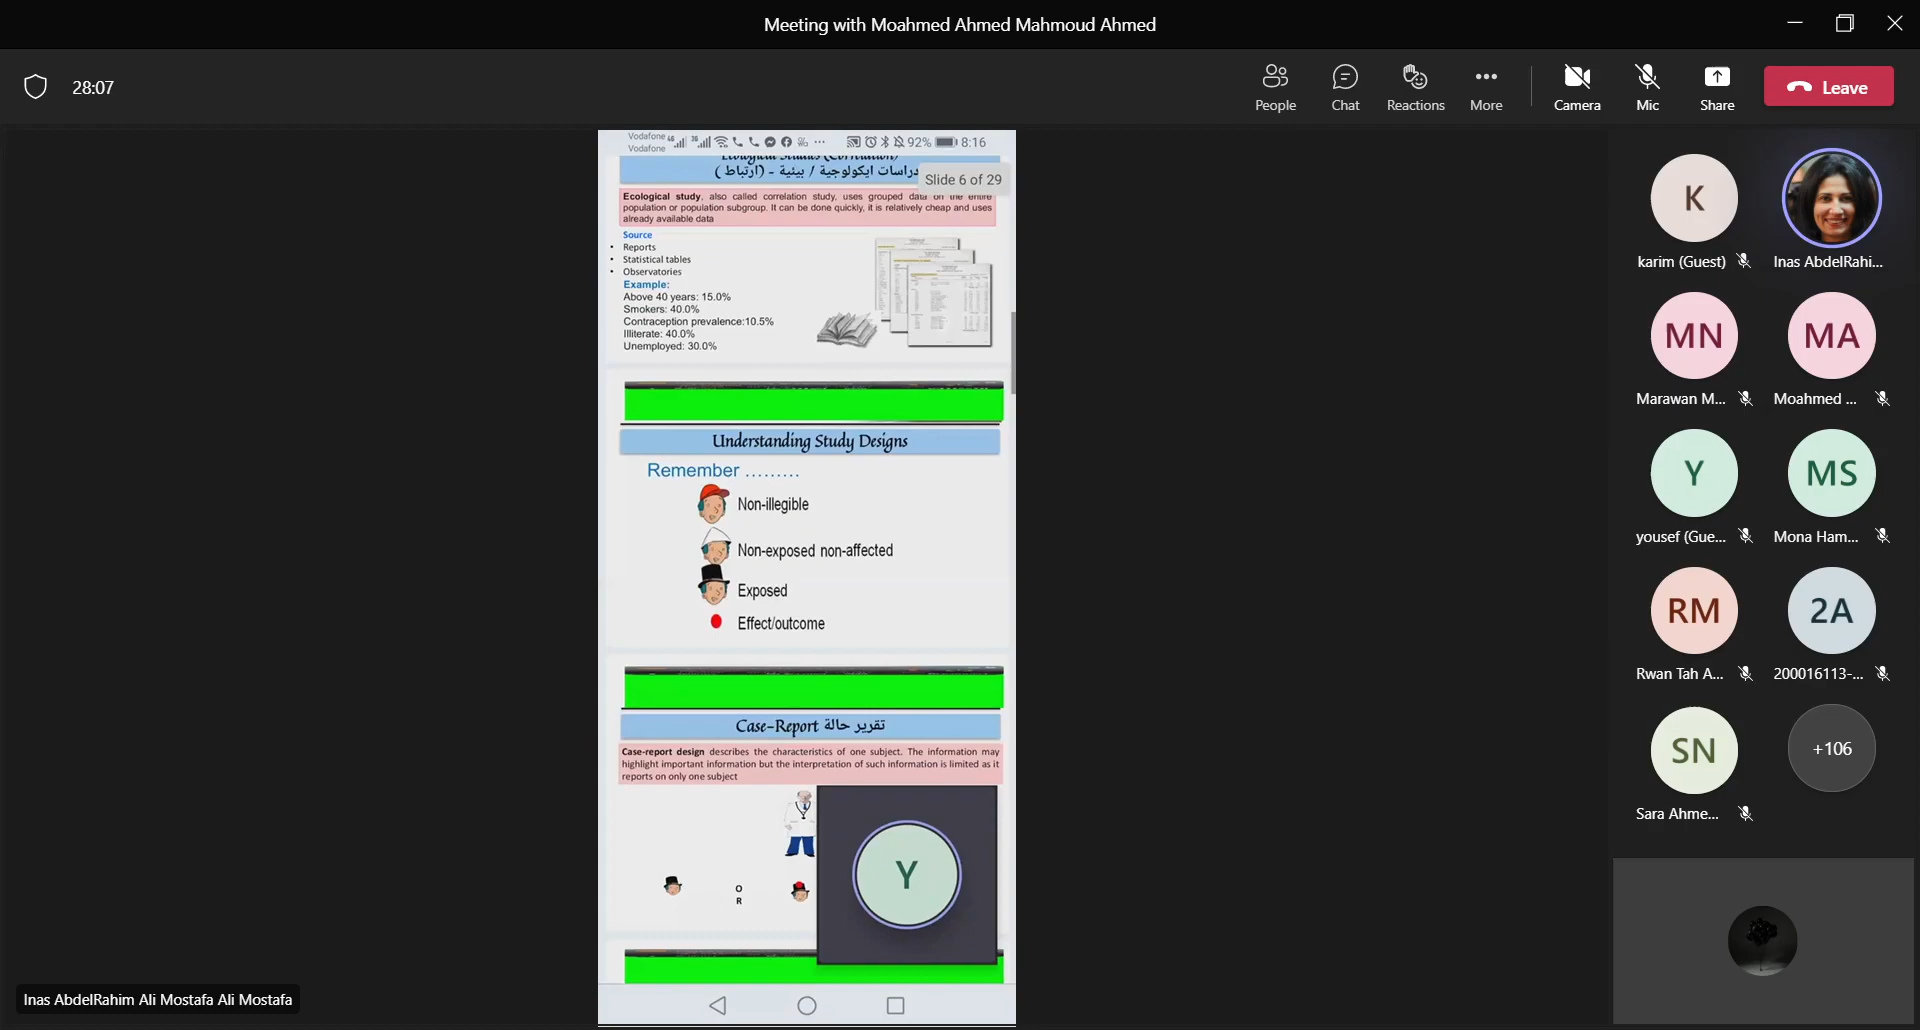 Meeting with Moahmed Ahmed Mahmoud Ahmed
28:07
People
Chat
Reactions
More
Camera
Mic
Share
Leave
Vodafone
Vodafone
92%
8:16
Ecological Studies (Correlation)
دراسات ايكولوجية / بيئية - (ارتباط )
Slide 6 of 29
Ecological study, also called correlation study, uses grouped data on the entire
population or population subgroup. It can be done quickly, it is relatively cheap and uses
already available data
Source
• Reports
• Statistical tables
• Observatories
Example:
Above 40 years: 15.0%
Smokers: 40.0%
Contraception prevalence:10.5%
Illiterate: 40.0%
Unemployed: 30.0%
Understanding Study Designs
Remember .........
Non-illegible
Non-exposed non-affected
Exposed
Effect/outcome
Case-Report تقرير حالة
Case-report design describes the characteristics of one subject. The information may
highlight important information but the interpretation of such information is limited as it
reports on only one subject
O
R
Y
Inas AbdelRahim Ali Mostafa Ali Mostafa
K
karim (Guest)
Inas AbdelRahi...
MN
MA
Marawan M...
Moahmed ...
Y
MS
yousef (Gue...
Mona Ham...
RM
2A
Rwan Tah A...
200016113-...
SN
+106
Sara Ahme...